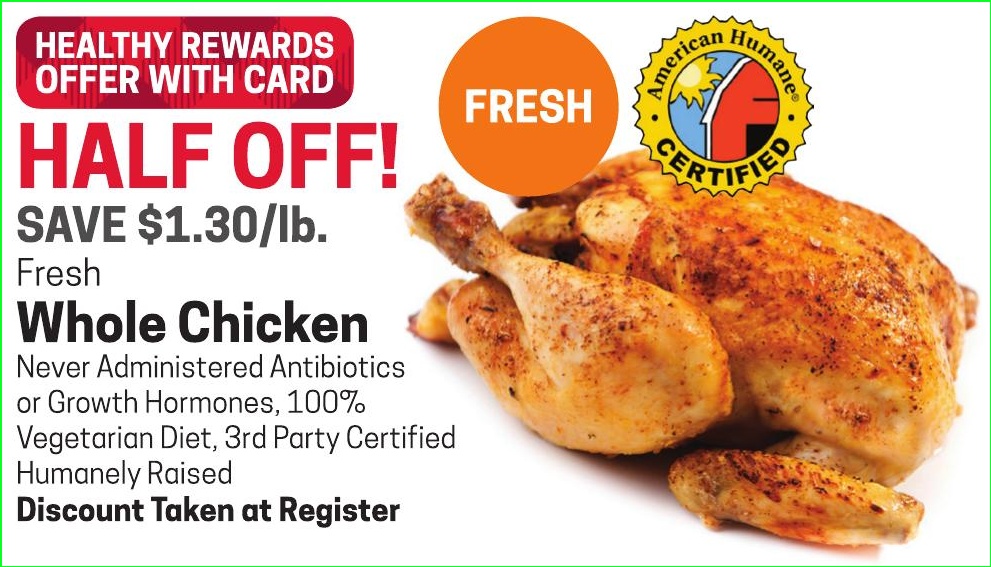 HEALTHY REWARDS
OFFER WITH CARD
HALF OFF!
SAVE $1.30/lb.
Fresh
Whole Chicken
Never Administered Antibiotics
or Growth Hormones, 100%
Vegetarian Diet, 3rd Party Certified
Humanely Raised
Discount Taken at Register
FRESH
American Humane®
CERTIFIED